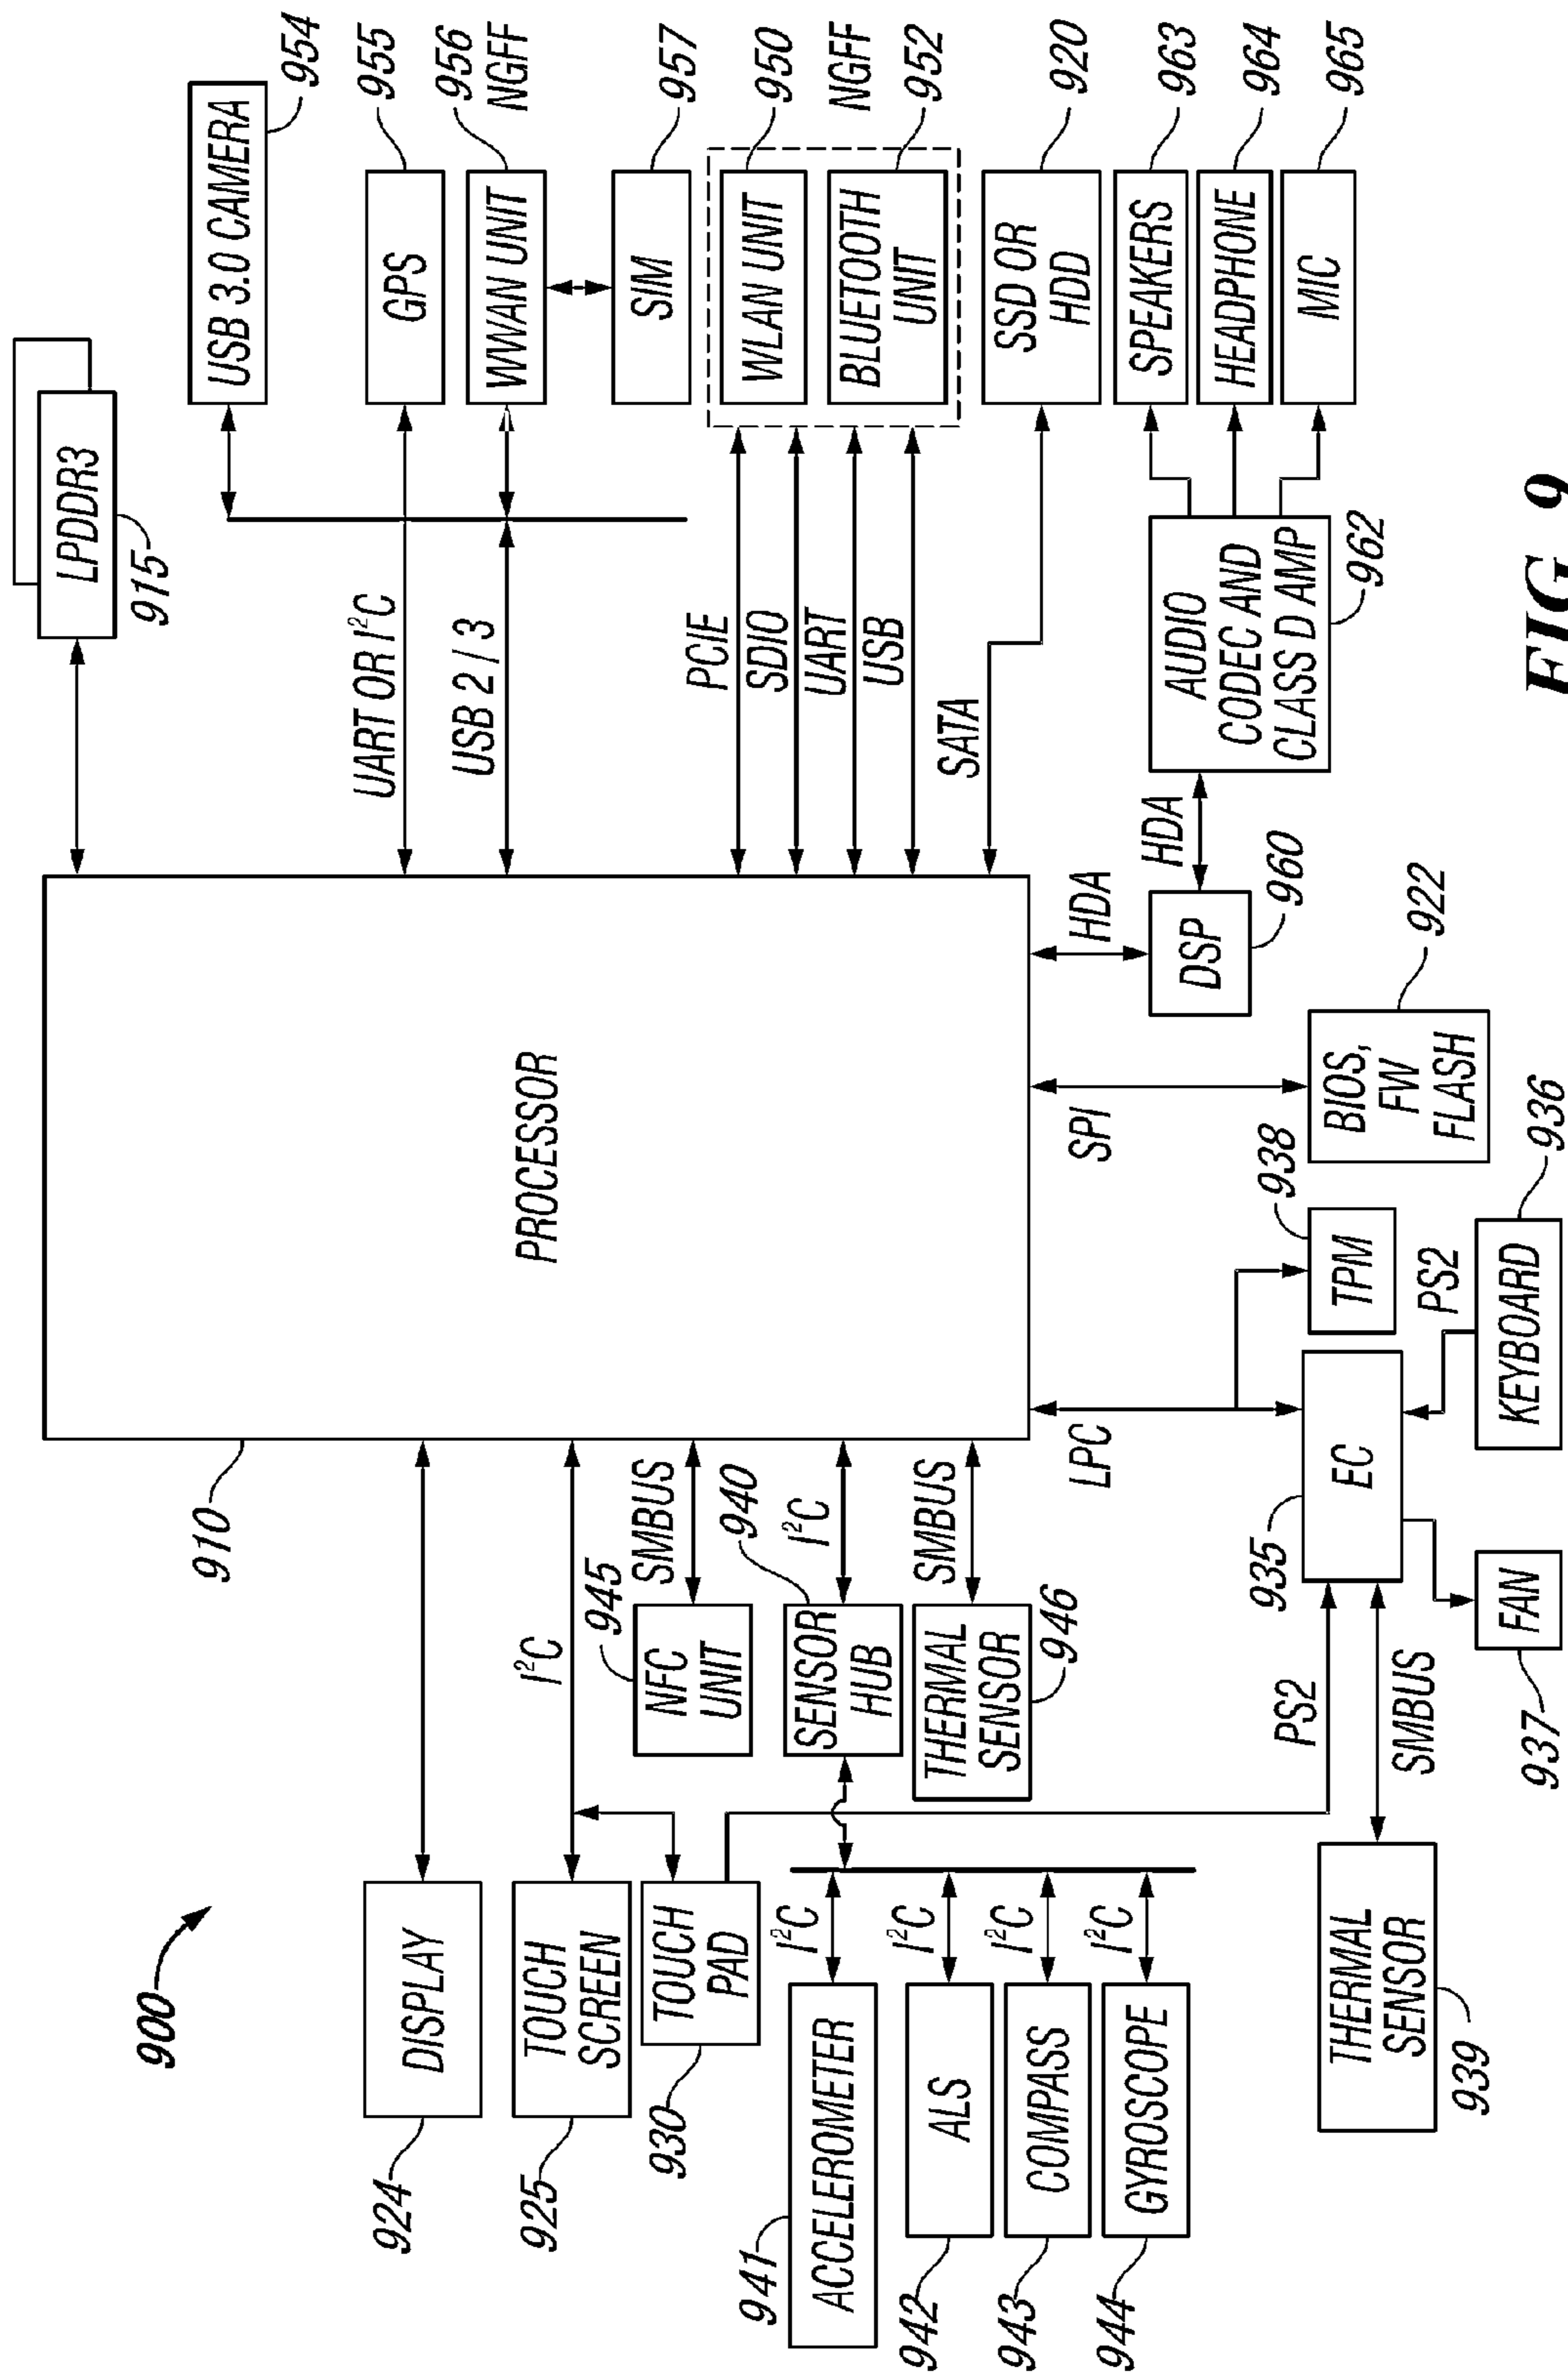 900
LPDDR3
915
USB 3.0 CAMERA
954
910
PROCESSOR
DISPLAY
924
UART OR I²C
GPS
955
USB 2 / 3
WWAN UNIT
956
NGFF
TOUCH
SCREEN
925
I²C
SIM
957
TOUCH
PAD
930
NFC
UNIT
945
SMBUS
PCIE
SDIO
UART
USB
WLAN UNIT
950
BLUETOOTH
UNIT
NGFF
952
SENSOR
HUB
940
I²C
ACCELEROMETER
941
I²C
ALS
942
I²C
COMPASS
943
I²C
GYROSCOPE
944
I²C
THERMAL
SENSOR
946
SMBUS
SATA
SSD OR
HDD
920
HDA
DSP
960
HDA
AUDIO
CODEC AND
CLASS D AMP
962
SPEAKERS
963
HEADPHONE
964
MIC
965
LPC
SPI
BIOS,
FW
FLASH
922
TPM
938
EC
935
PS2
SMBUS
THERMAL
SENSOR
939
FAN
937
PS2
KEYBOARD
936
FIG 9